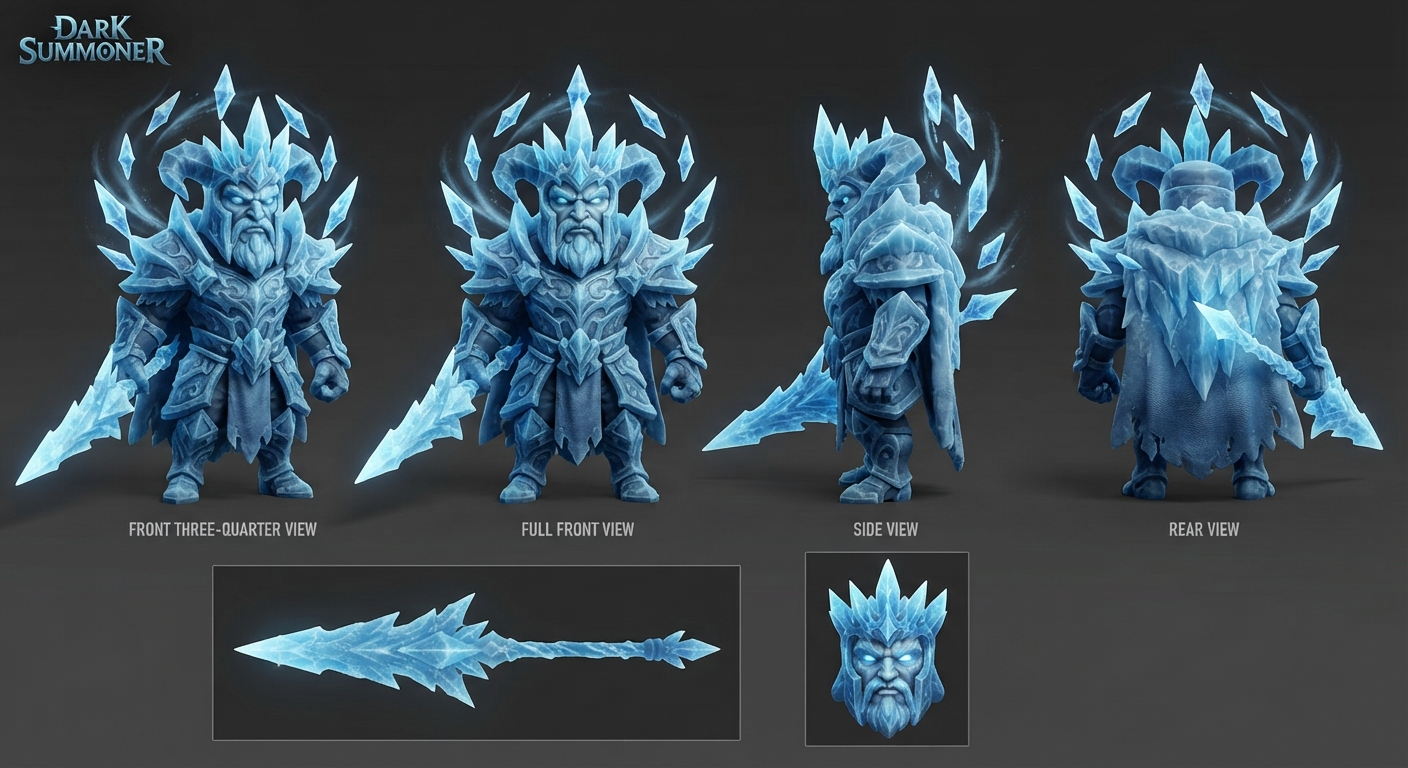 DARK
SUMMONER
FRONT THREE-QUARTER VIEW
FULL FRONT VIEW
SIDE VIEW
REAR VIEW